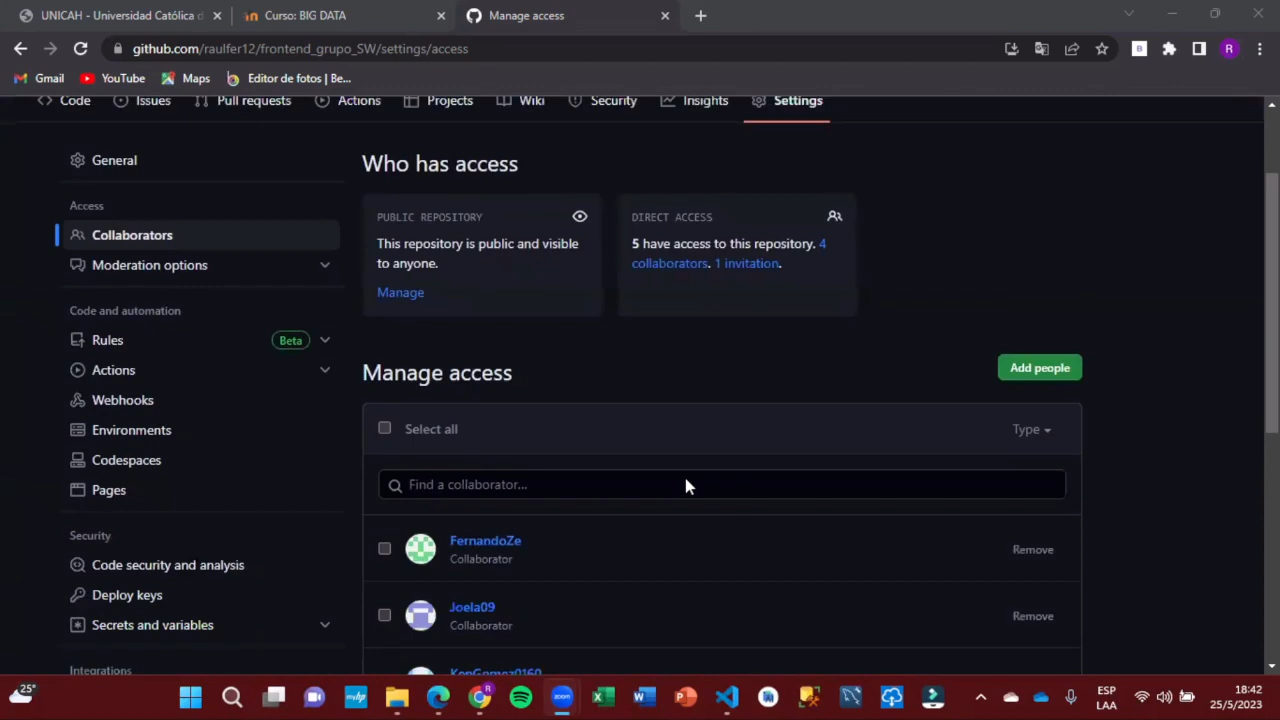 UNICAH - Universidad Católica d
Curso: BIG DATA
Manage access
github.com/raulfer12/frontend_grupo_SW/settings/access
B
R
Gmail
YouTube
Maps
Editor de fotos | Be...
Code
Issues
Pull requests
Actions
Projects
Wiki
Security
Insights
Settings
General
Access
Collaborators
Moderation options
Code and automation
Rules
Beta
Actions
Webhooks
Environments
Codespaces
Pages
Security
Code security and analysis
Deploy keys
Secrets and variables
Integrations
Who has access
PUBLIC REPOSITORY
This repository is public and visible
to anyone.
Manage
DIRECT ACCESS
5 have access to this repository. 4
collaborators. 1 invitation.
Manage access
Add people
Select all
Type
Find a collaborator...
FernandoZe
Collaborator
Remove
Joela09
Collaborator
Remove
KenGomez0160
25°
zoom
ESP
LAA
18:42
25/5/2023